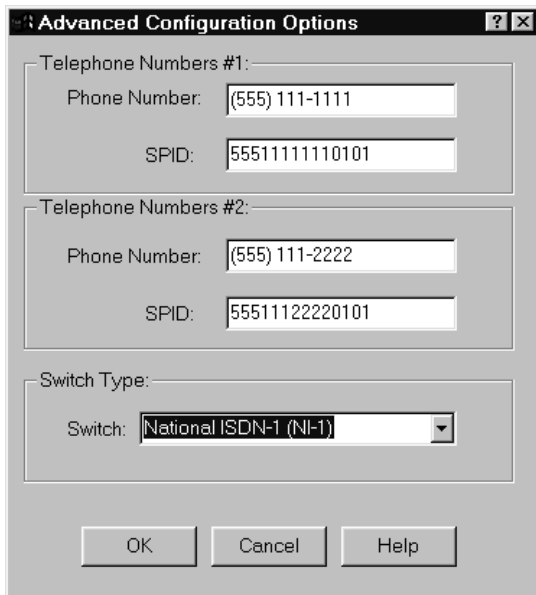 Advanced Configuration Options
Telephone Numbers #1:
Phone Number: (555) 111-1111
SPID: 55511111110101
Telephone Numbers #2:
Phone Number: (555) 111-2222
SPID: 55511122220101
Switch Type:
Switch: National ISDN-1 (NI-1)
OK Cancel Help